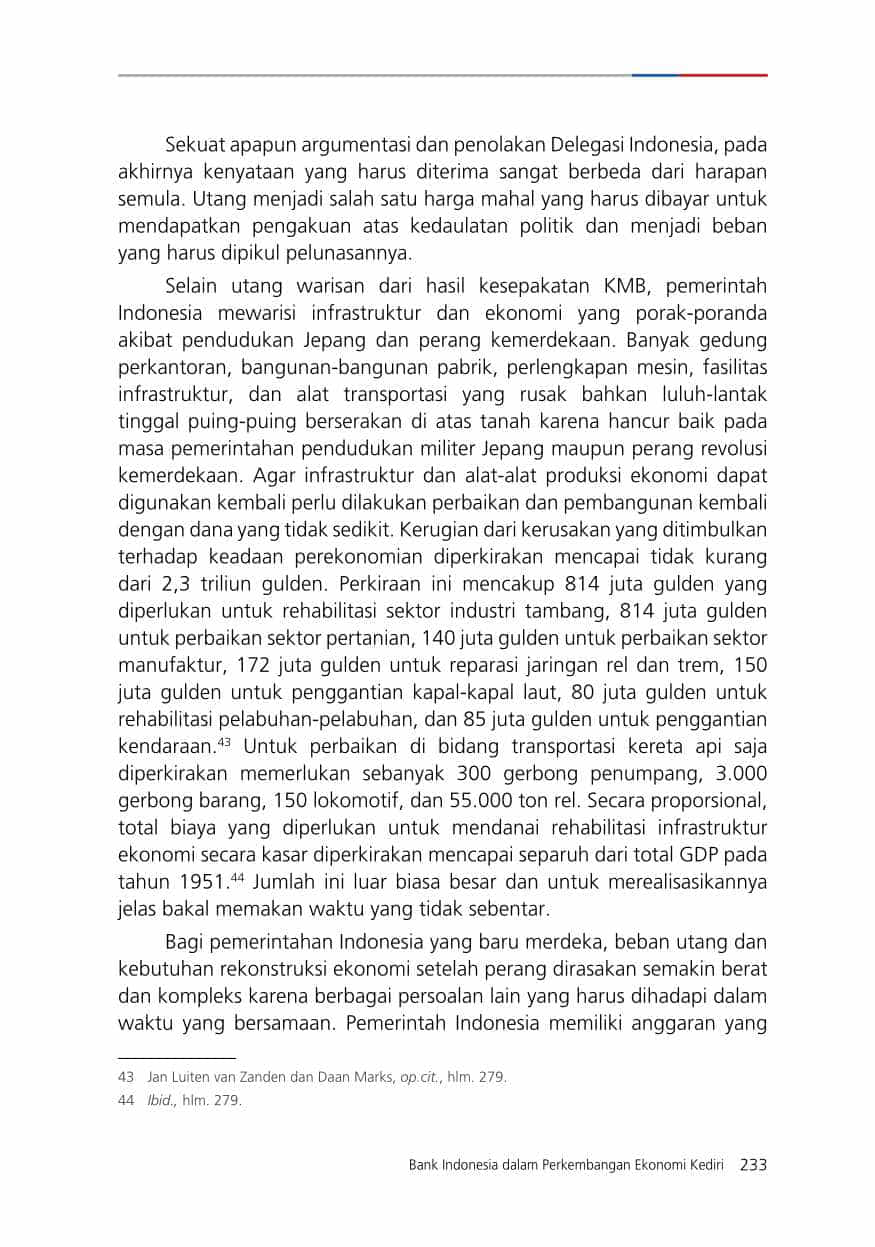 Sekuat apapun argumentasi dan penolakan Delegasi Indonesia, pada
akhirnya kenyataan yang harus diterima sangat berbeda dari harapan
semula. Utang menjadi salah satu harga mahal yang harus dibayar untuk
mendapatkan pengakuan atas kedaulatan politik dan menjadi beban
yang harus dipikul pelunasannya.
Selain utang warisan dari hasil kesepakatan KMB, pemerintah
Indonesia mewarisi infrastruktur dan ekonomi yang porak-poranda
akibat pendudukan Jepang dan perang kemerdekaan. Banyak gedung
perkantoran, bangunan-bangunan pabrik, perlengkapan mesin, fasilitas
infrastruktur, dan alat transportasi yang rusak bahkan luluh-lantak
tinggal puing-puing berserakan di atas tanah karena hancur baik pada
masa pemerintahan pendudukan militer Jepang maupun perang revolusi
kemerdekaan. Agar infrastruktur dan alat-alat produksi ekonomi dapat
digunakan kembali perlu dilakukan perbaikan dan pembangunan kembali
dengan dana yang tidak sedikit. Kerugian dari kerusakan yang ditimbulkan
terhadap keadaan perekonomian diperkirakan mencapai tidak kurang
dari 2,3 triliun gulden. Perkiraan ini mencakup 814 juta gulden yang
diperlukan untuk rehabilitasi sektor industri tambang, 814 juta gulden
untuk perbaikan sektor pertanian, 140 juta gulden untuk perbaikan sektor
manufaktur, 172 juta gulden untuk reparasi jaringan rel dan trem, 150
juta gulden untuk penggantian kapal-kapal laut, 80 juta gulden untuk
rehabilitasi pelabuhan-pelabuhan, dan 85 juta gulden untuk penggantian
kendaraan.43 Untuk perbaikan di bidang transportasi kereta api saja
diperkirakan memerlukan sebanyak 300 gerbong penumpang, 3.000
gerbong barang, 150 lokomotif, dan 55.000 ton rel. Secara proporsional,
total biaya yang diperlukan untuk mendanai rehabilitasi infrastruktur
ekonomi secara kasar diperkirakan mencapai separuh dari total GDP pada
tahun 1951.44 Jumlah ini luar biasa besar dan untuk merealisasikannya
jelas bakal memakan waktu yang tidak sebentar.
Bagi pemerintahan Indonesia yang baru merdeka, beban utang dan
kebutuhan rekonstruksi ekonomi setelah perang dirasakan semakin berat
dan kompleks karena berbagai persoalan lain yang harus dihadapi dalam
waktu yang bersamaan. Pemerintah Indonesia memiliki anggaran yang
43 Jan Luiten van Zanden dan Daan Marks, op.cit., hlm. 279.
44 Ibid., hlm. 279.
Bank Indonesia dalam Perkembangan Ekonomi Kediri 233